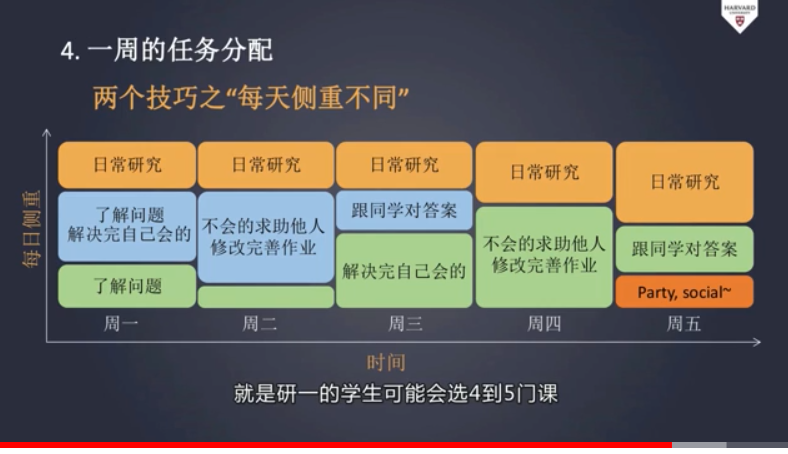 HARVARD
UNIVERSITY
4. 一周的任务分配
两个技巧之“每天侧重不同”
每日侧重
日常研究
了解问题
解决完自己会的
了解问题
周一
日常研究
不会的求助他人
修改完善作业
周二
日常研究
跟同学对答案
解决完自己会的
周三
日常研究
不会的求助他人
修改完善作业
周四
日常研究
跟同学对答案
Party, social~
周五
时间
就是研一的学生可能会选4到5门课